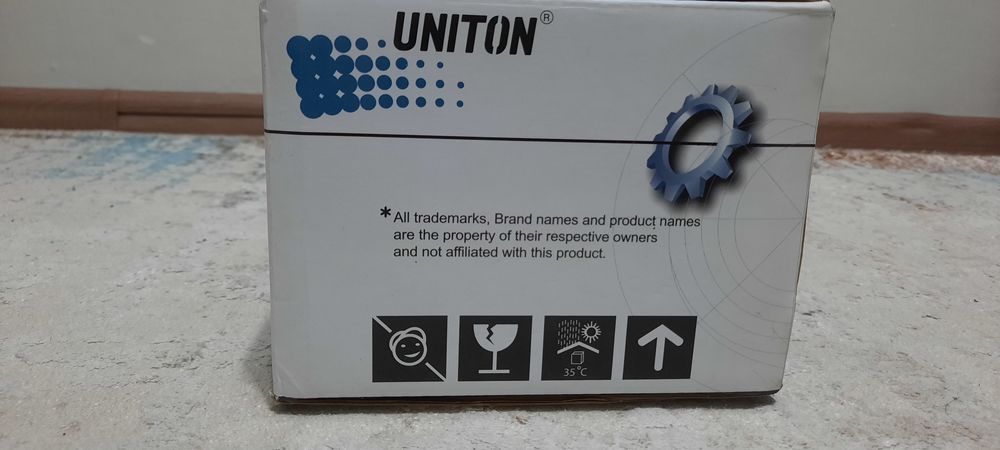 UNITON®
*All trademarks, Brand names and product names
are the property of their respective owners
and not affiliated with this product.
35°C